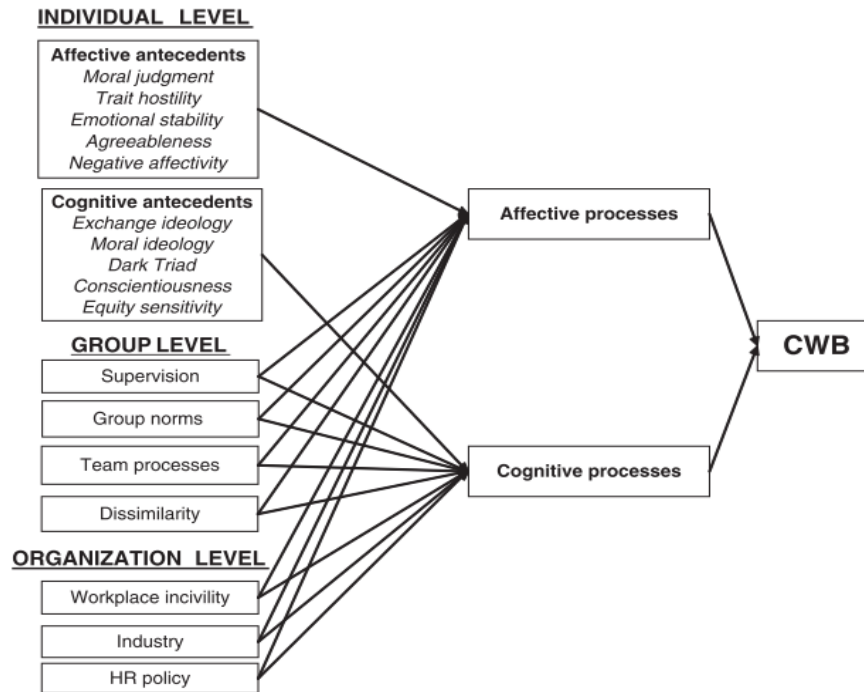 INDIVIDUAL LEVEL
Affective antecedents
Moral judgment
Trait hostility
Emotional stability
Agreeableness
Negative affectivity
Cognitive antecedents
Exchange ideology
Moral ideology
Dark Triad
Conscientiousness
Equity sensitivity
GROUP LEVEL
Supervision
Group norms
Team processes
Dissimilarity
ORGANIZATION LEVEL
Workplace incivility
Industry
HR policy
Affective processes
Cognitive processes
CWB